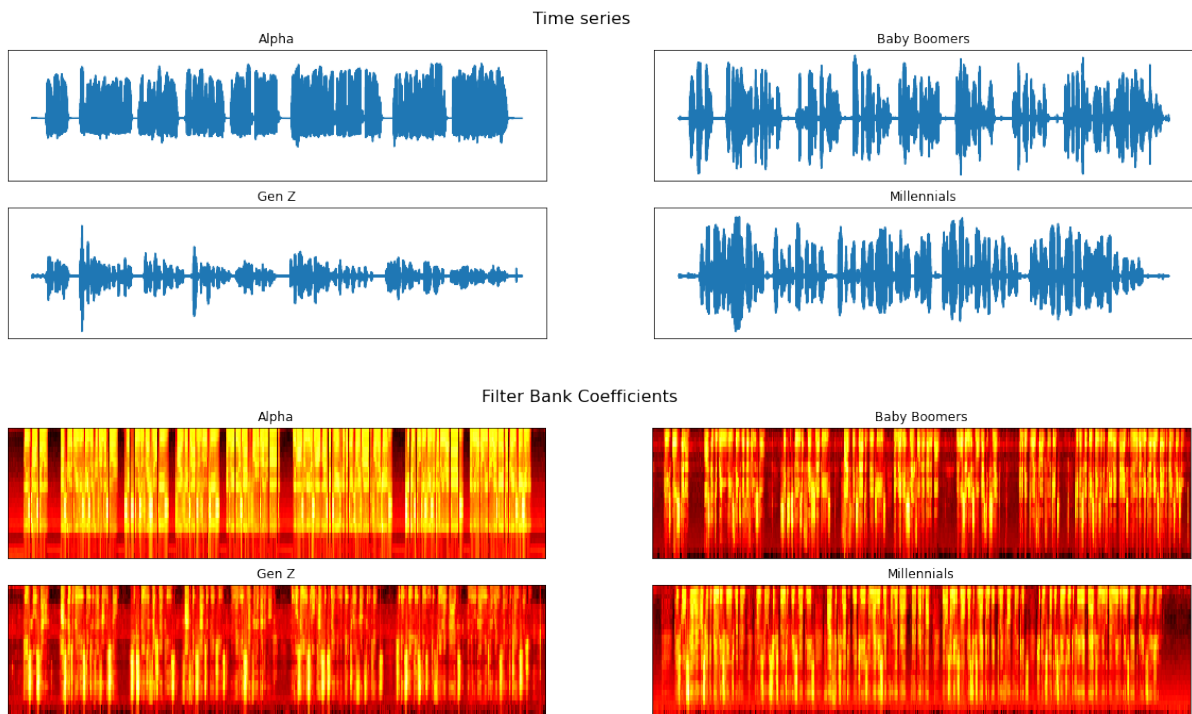 Time series
Alpha
Baby Boomers
Gen Z
Millennials
Filter Bank Coefficients
Alpha
Baby Boomers
Gen Z
Millennials